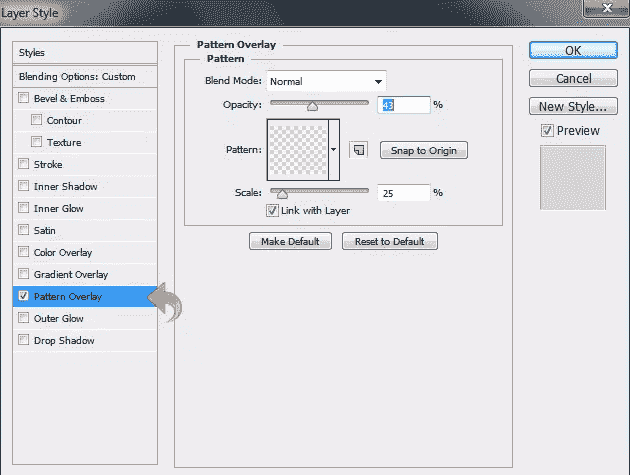 Layer Style
Styles
Blending Options: Custom
Bevel & Emboss
Contour
Texture
Stroke
Inner Shadow
Inner Glow
Satin
Color Overlay
Gradient Overlay
Pattern Overlay
Outer Glow
Drop Shadow
Pattern Overlay
Pattern
Blend Mode: Normal
Opacity: 43 %
Pattern: Snap to Origin
Scale: 25 %
Link with Layer
Make Default Reset to Default
OK
Cancel
New Style...
Preview